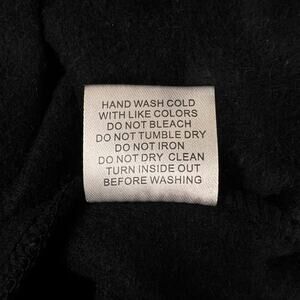 HAND WASH COLD
WITH LIKE COLORS
DO NOT BLEACH
DO NOT TUMBLE DRY
DO NOT IRON
DO NOT DRY CLEAN
TURN INSIDE OUT
BEFORE WASHING